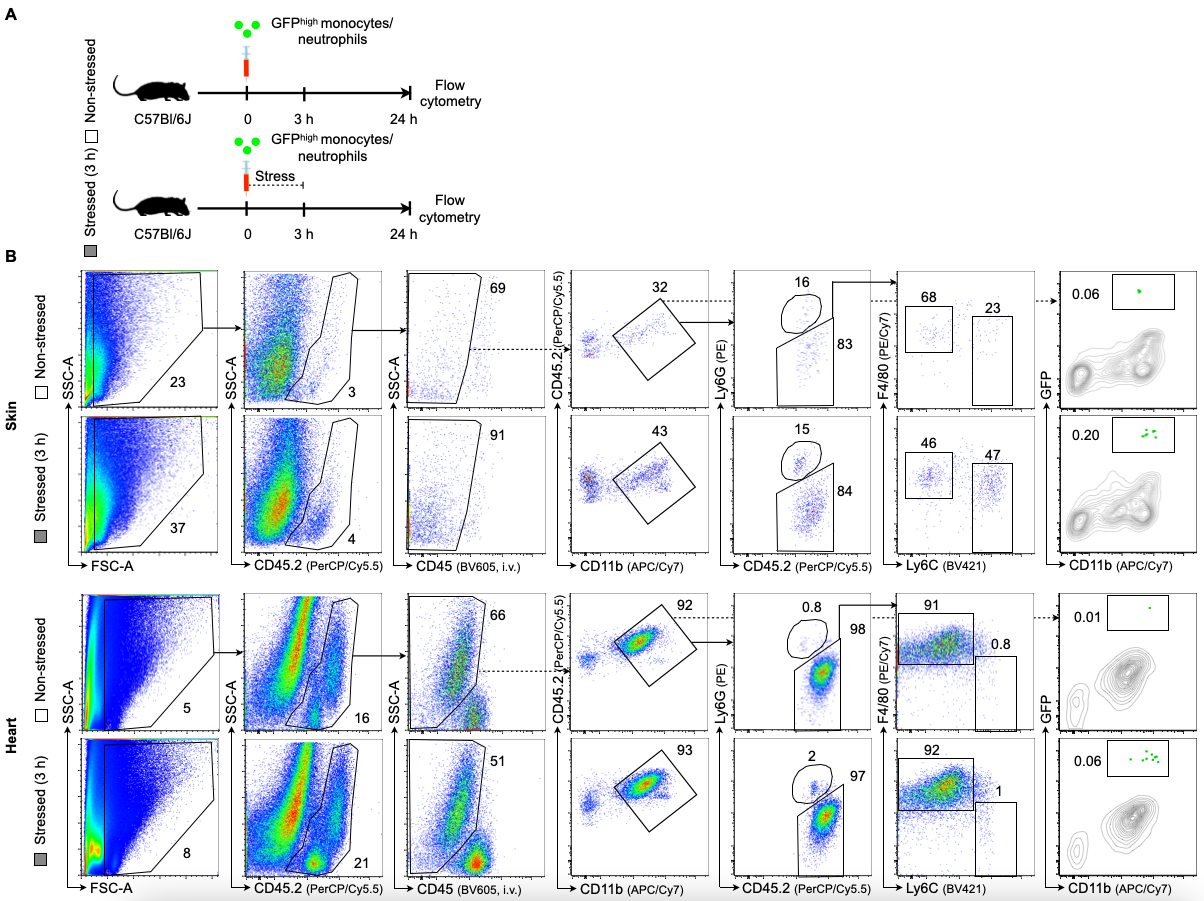 A
GFPhigh monocytes/
neutrophils
Non-stressed
C57Bl/6J
0
3 h
24 h
Flow
cytometry
GFPhigh monocytes/
neutrophils
Stressed (3 h)
Stress
C57Bl/6J
0
3 h
24 h
Flow
cytometry
B
Skin
Non-stressed
SSC-A
23
SSC-A
3
SSC-A
69
CD45.2 (PerCP/Cy5.5)
32
Ly6G (PE)
16
83
F4/80 (PE/Cy7)
68
23
GFP
0.06
Stressed (3 h)
37
4
91
43
15
84
46
47
0.20
FSC-A
CD45.2 (PerCP/Cy5.5)
CD45 (BV605, i.v.)
CD11b (APC/Cy7)
CD45.2 (PerCP/Cy5.5)
Ly6C (BV421)
CD11b (APC/Cy7)
Heart
Non-stressed
SSC-A
5
SSC-A
16
SSC-A
66
CD45.2 (PerCP/Cy5.5)
92
Ly6G (PE)
0.8
98
F4/80 (PE/Cy7)
91
0.8
GFP
0.01
Stressed (3 h)
8
21
51
93
2
97
92
1
0.06
FSC-A
CD45.2 (PerCP/Cy5.5)
CD45 (BV605, i.v.)
CD11b (APC/Cy7)
CD45.2 (PerCP/Cy5.5)
Ly6C (BV421)
CD11b (APC/Cy7)